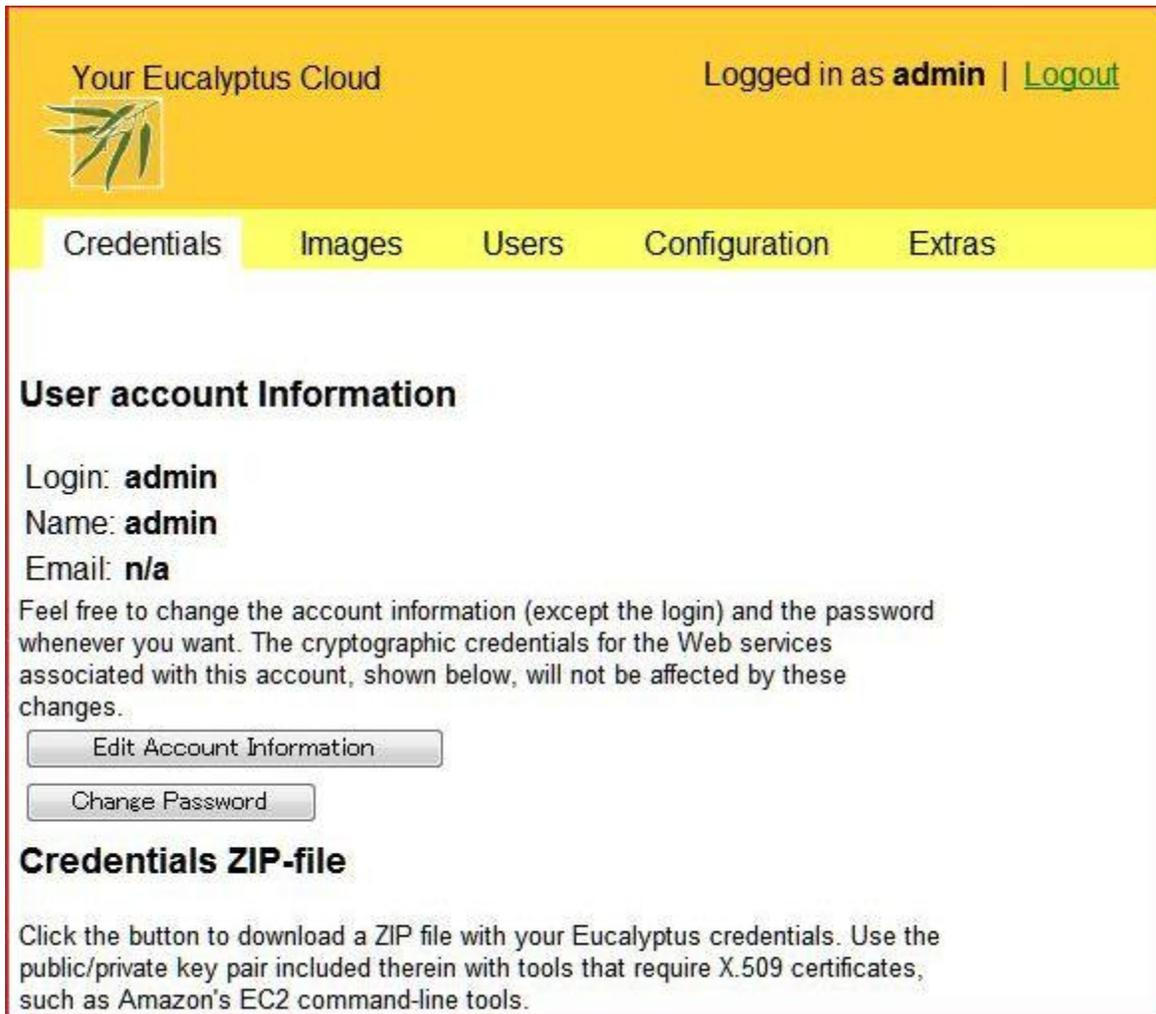 Your Eucalyptus Cloud
Logged in as admin | Logout
Credentials Images Users Configuration Extras
User account Information
Login: admin
Name: admin
Email: n/a
Feel free to change the account information (except the login) and the password
whenever you want. The cryptographic credentials for the Web services
associated with this account, shown below, will not be affected by these
changes.
Edit Account Information
Change Password
Credentials ZIP-file
Click the button to download a ZIP file with your Eucalyptus credentials. Use the
public/private key pair included therein with tools that require X.509 certificates,
such as Amazon's EC2 command-line tools.